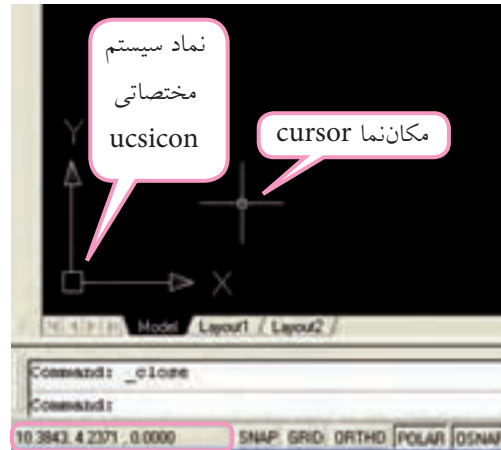 نماد سیستم
مختصاتی
ucsicon
مکان‌نما cursor
Y
X
Model / Layout1 / Layout2 /
Command: _close
Command:
10.3843, 4.2371 , 0.0000 SNAP GRID ORTHO POLAR OSNAP